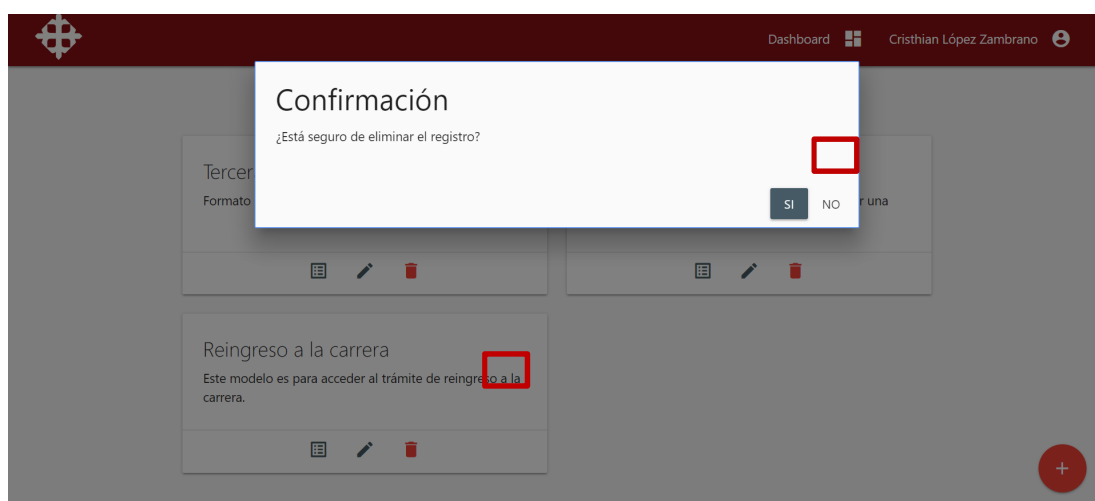 Dashboard
Cristhian López Zambrano
Confirmación
¿Está seguro de eliminar el registro?
SI
NO
Tercer
Formato
una
Reingreso a la carrera
Este modelo es para acceder al trámite de reingreso a la
carrera.
+